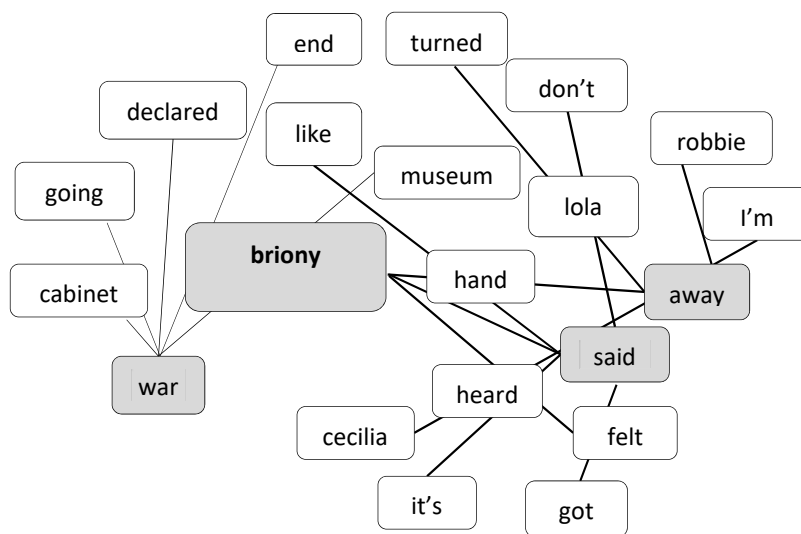 end
turned
don't
declared
like
robbie
museum
going
lola
I'm
briony
hand
cabinet
away
said
war
heard
cecilia
felt
it's
got